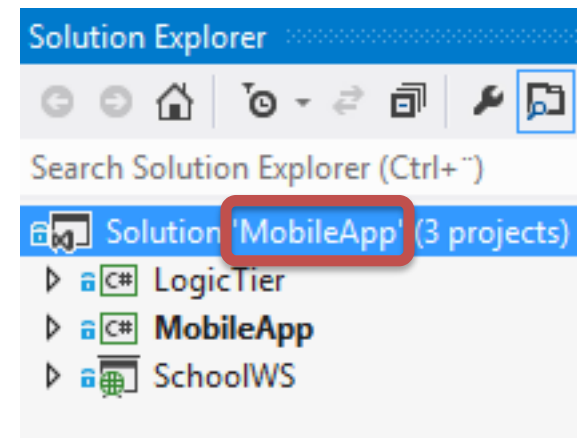 Solution Explorer
Search Solution Explorer (Ctrl+¨)
Solution 'MobileApp' (3 projects)
C# LogicTier
C# MobileApp
SchoolWS